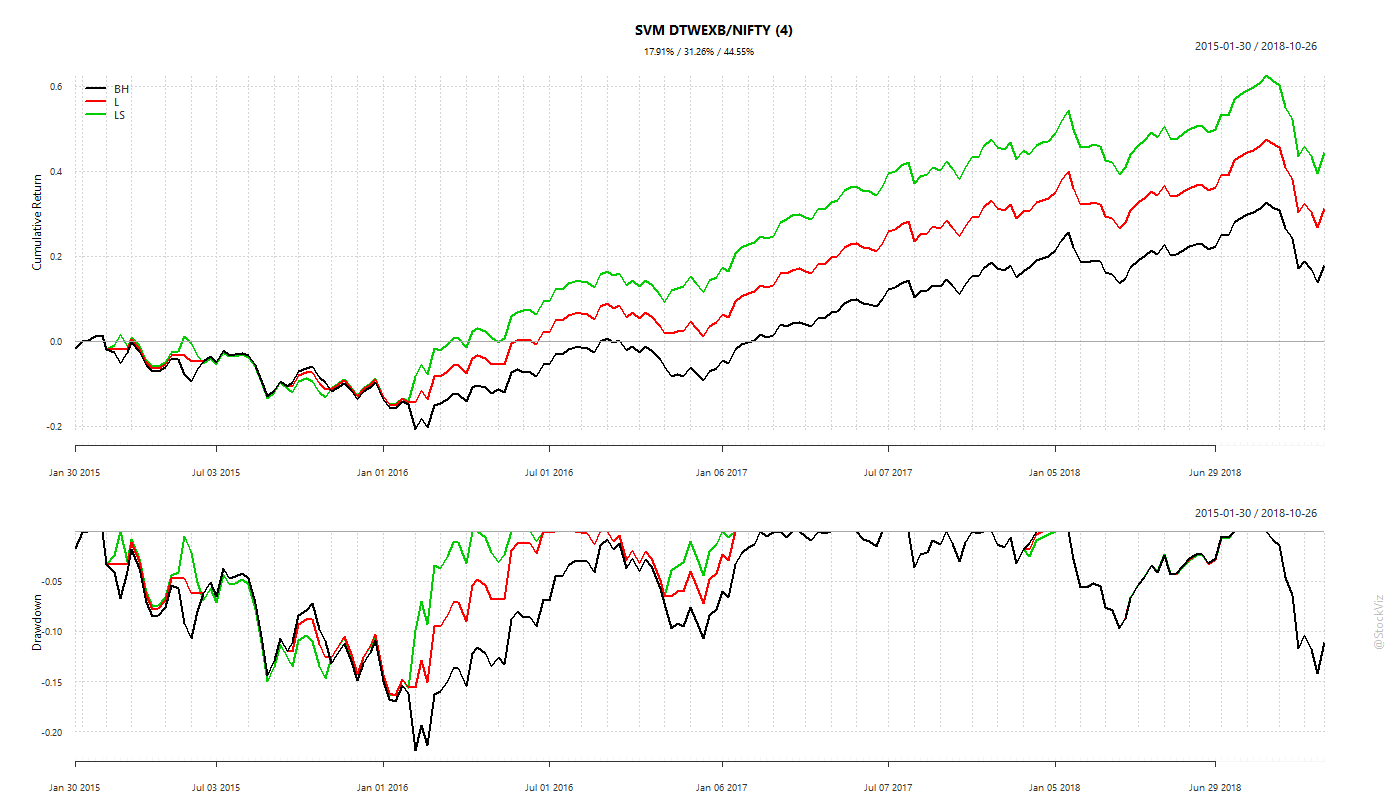 SVM DTWEXB/NIFTY (4)
17.91% / 31.26% / 44.55%
2015-01-30 / 2018-10-26
BH
L
LS
Cumulative Return
0.6
0.4
0.2
0.0
-0.2
Jan 30 2015
Jul 03 2015
Jan 01 2016
Jul 01 2016
Jan 06 2017
Jul 07 2017
Jan 05 2018
Jun 29 2018
2015-01-30 / 2018-10-26
Drawdown
-0.05
-0.10
-0.15
-0.20
Jan 30 2015
Jul 03 2015
Jan 01 2016
Jul 01 2016
Jan 06 2017
Jul 07 2017
Jan 05 2018
Jun 29 2018
@StockViz